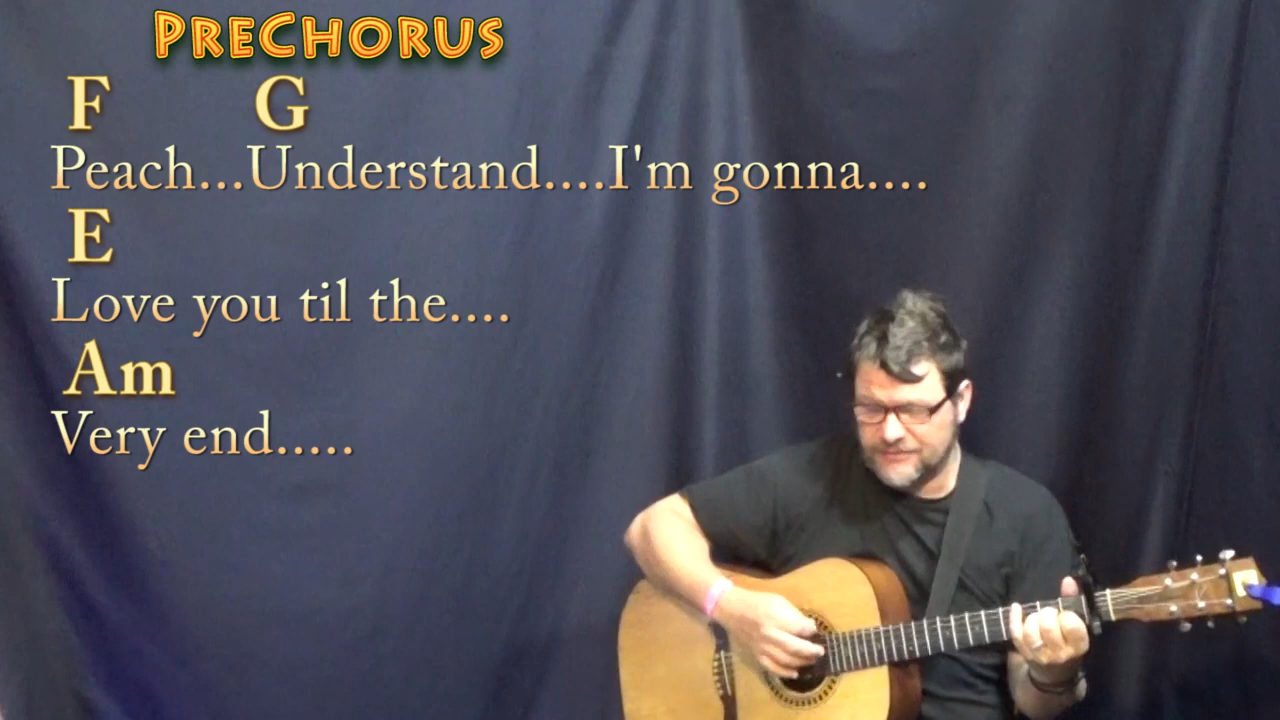 PreChorus
F G
Peach...Understand....I'm gonna....
E
Love you til the....
Am
Very end.....